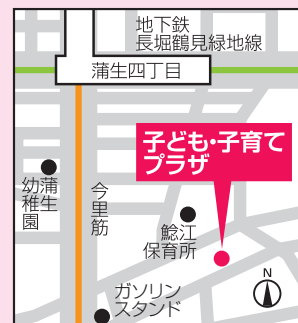 地下鉄
長堀鶴見緑地線
蒲生四丁目
子ども・子育て
プラザ
蒲生
幼稚園
今里筋
鯰江
保育所
ガソリン
スタンド
N